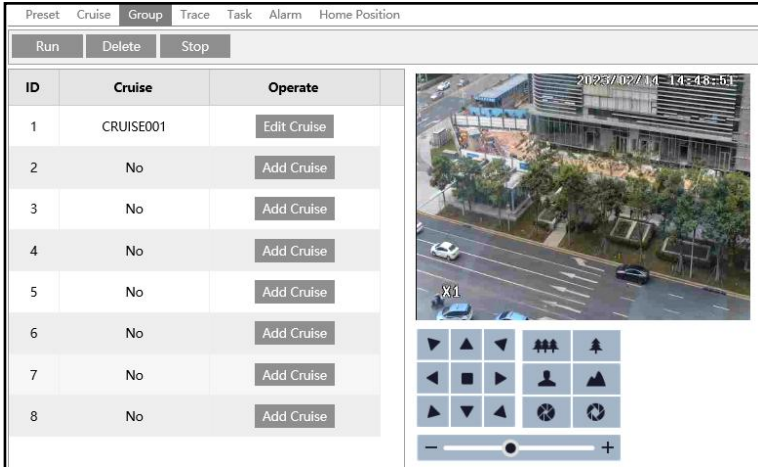 Preset Cruise Group Trace Task Alarm Home Position
Run Delete Stop
ID Cruise Operate
1 CRUISE001 Edit Cruise
2 No Add Cruise
3 No Add Cruise
4 No Add Cruise
5 No Add Cruise
6 No Add Cruise
7 No Add Cruise
8 No Add Cruise
2023/02/14 14:48:51
X1